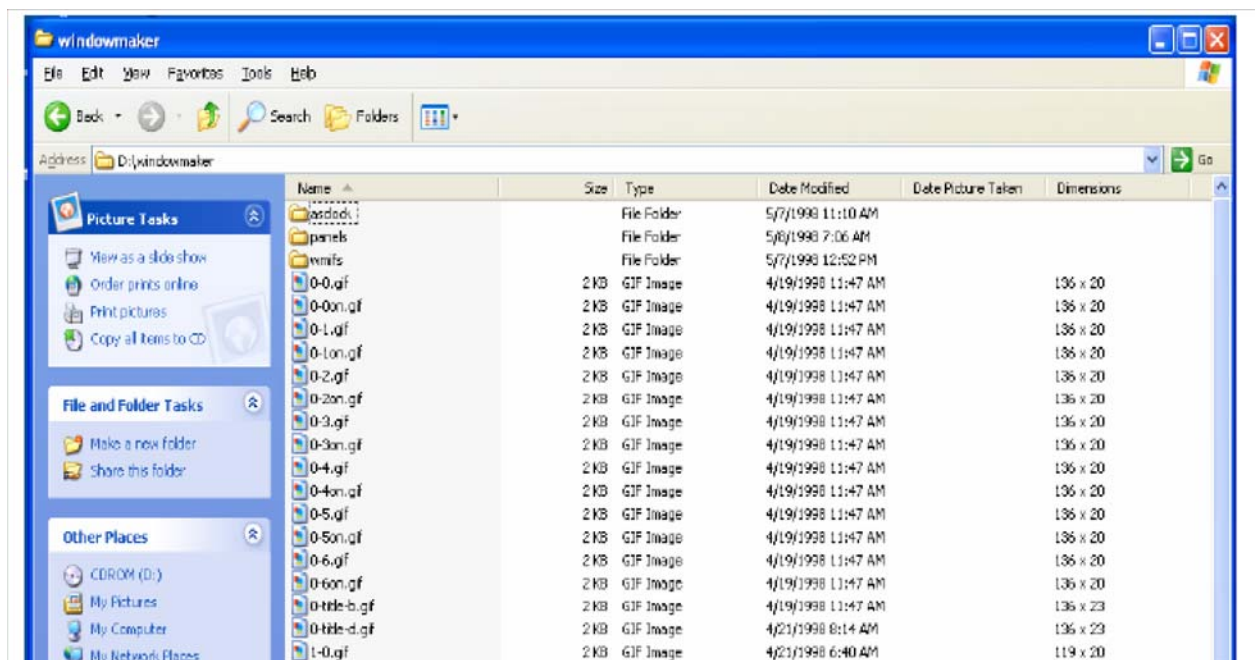 windowmaker
File Edit View Favorites Tools Help
Back Search Folders
Address D:\windowmaker Go
Name Size Type Date Modified Date Picture Taken Dimensions
Picture Tasks
View as a slide show
Order prints online
Print pictures
Copy all items to CD
File and Folder Tasks
Make a new folder
Share this folder
Other Places
CDROM (D:)
My Pictures
My Computer
My Network Places
asclock File Folder 5/7/1998 11:10 AM
panels File Folder 5/8/1998 7:06 AM
wmifs File Folder 5/7/1998 12:52 PM
0-0.gif 2 KB GIF Image 4/19/1998 11:47 AM 136 x 20
0-0on.gif 2 KB GIF Image 4/19/1998 11:47 AM 136 x 20
0-1.gif 2 KB GIF Image 4/19/1998 11:47 AM 136 x 20
0-1on.gif 2 KB GIF Image 4/19/1998 11:47 AM 136 x 20
0-2.gif 2 KB GIF Image 4/19/1998 11:47 AM 136 x 20
0-2on.gif 2 KB GIF Image 4/19/1998 11:47 AM 136 x 20
0-3.gif 2 KB GIF Image 4/19/1998 11:47 AM 136 x 20
0-3on.gif 2 KB GIF Image 4/19/1998 11:47 AM 136 x 20
0-4.gif 2 KB GIF Image 4/19/1998 11:47 AM 136 x 20
0-4on.gif 2 KB GIF Image 4/19/1998 11:47 AM 136 x 20
0-5.gif 2 KB GIF Image 4/19/1998 11:47 AM 136 x 20
0-5on.gif 2 KB GIF Image 4/19/1998 11:47 AM 136 x 20
0-6.gif 2 KB GIF Image 4/19/1998 11:47 AM 136 x 20
0-6on.gif 2 KB GIF Image 4/19/1998 11:47 AM 136 x 20
0-title-b.gif 2 KB GIF Image 4/19/1998 11:47 AM 136 x 23
0-title-d.gif 2 KB GIF Image 4/21/1998 8:14 AM 136 x 23
1-0.gif 2 KB GIF Image 4/21/1998 6:40 AM 119 x 20